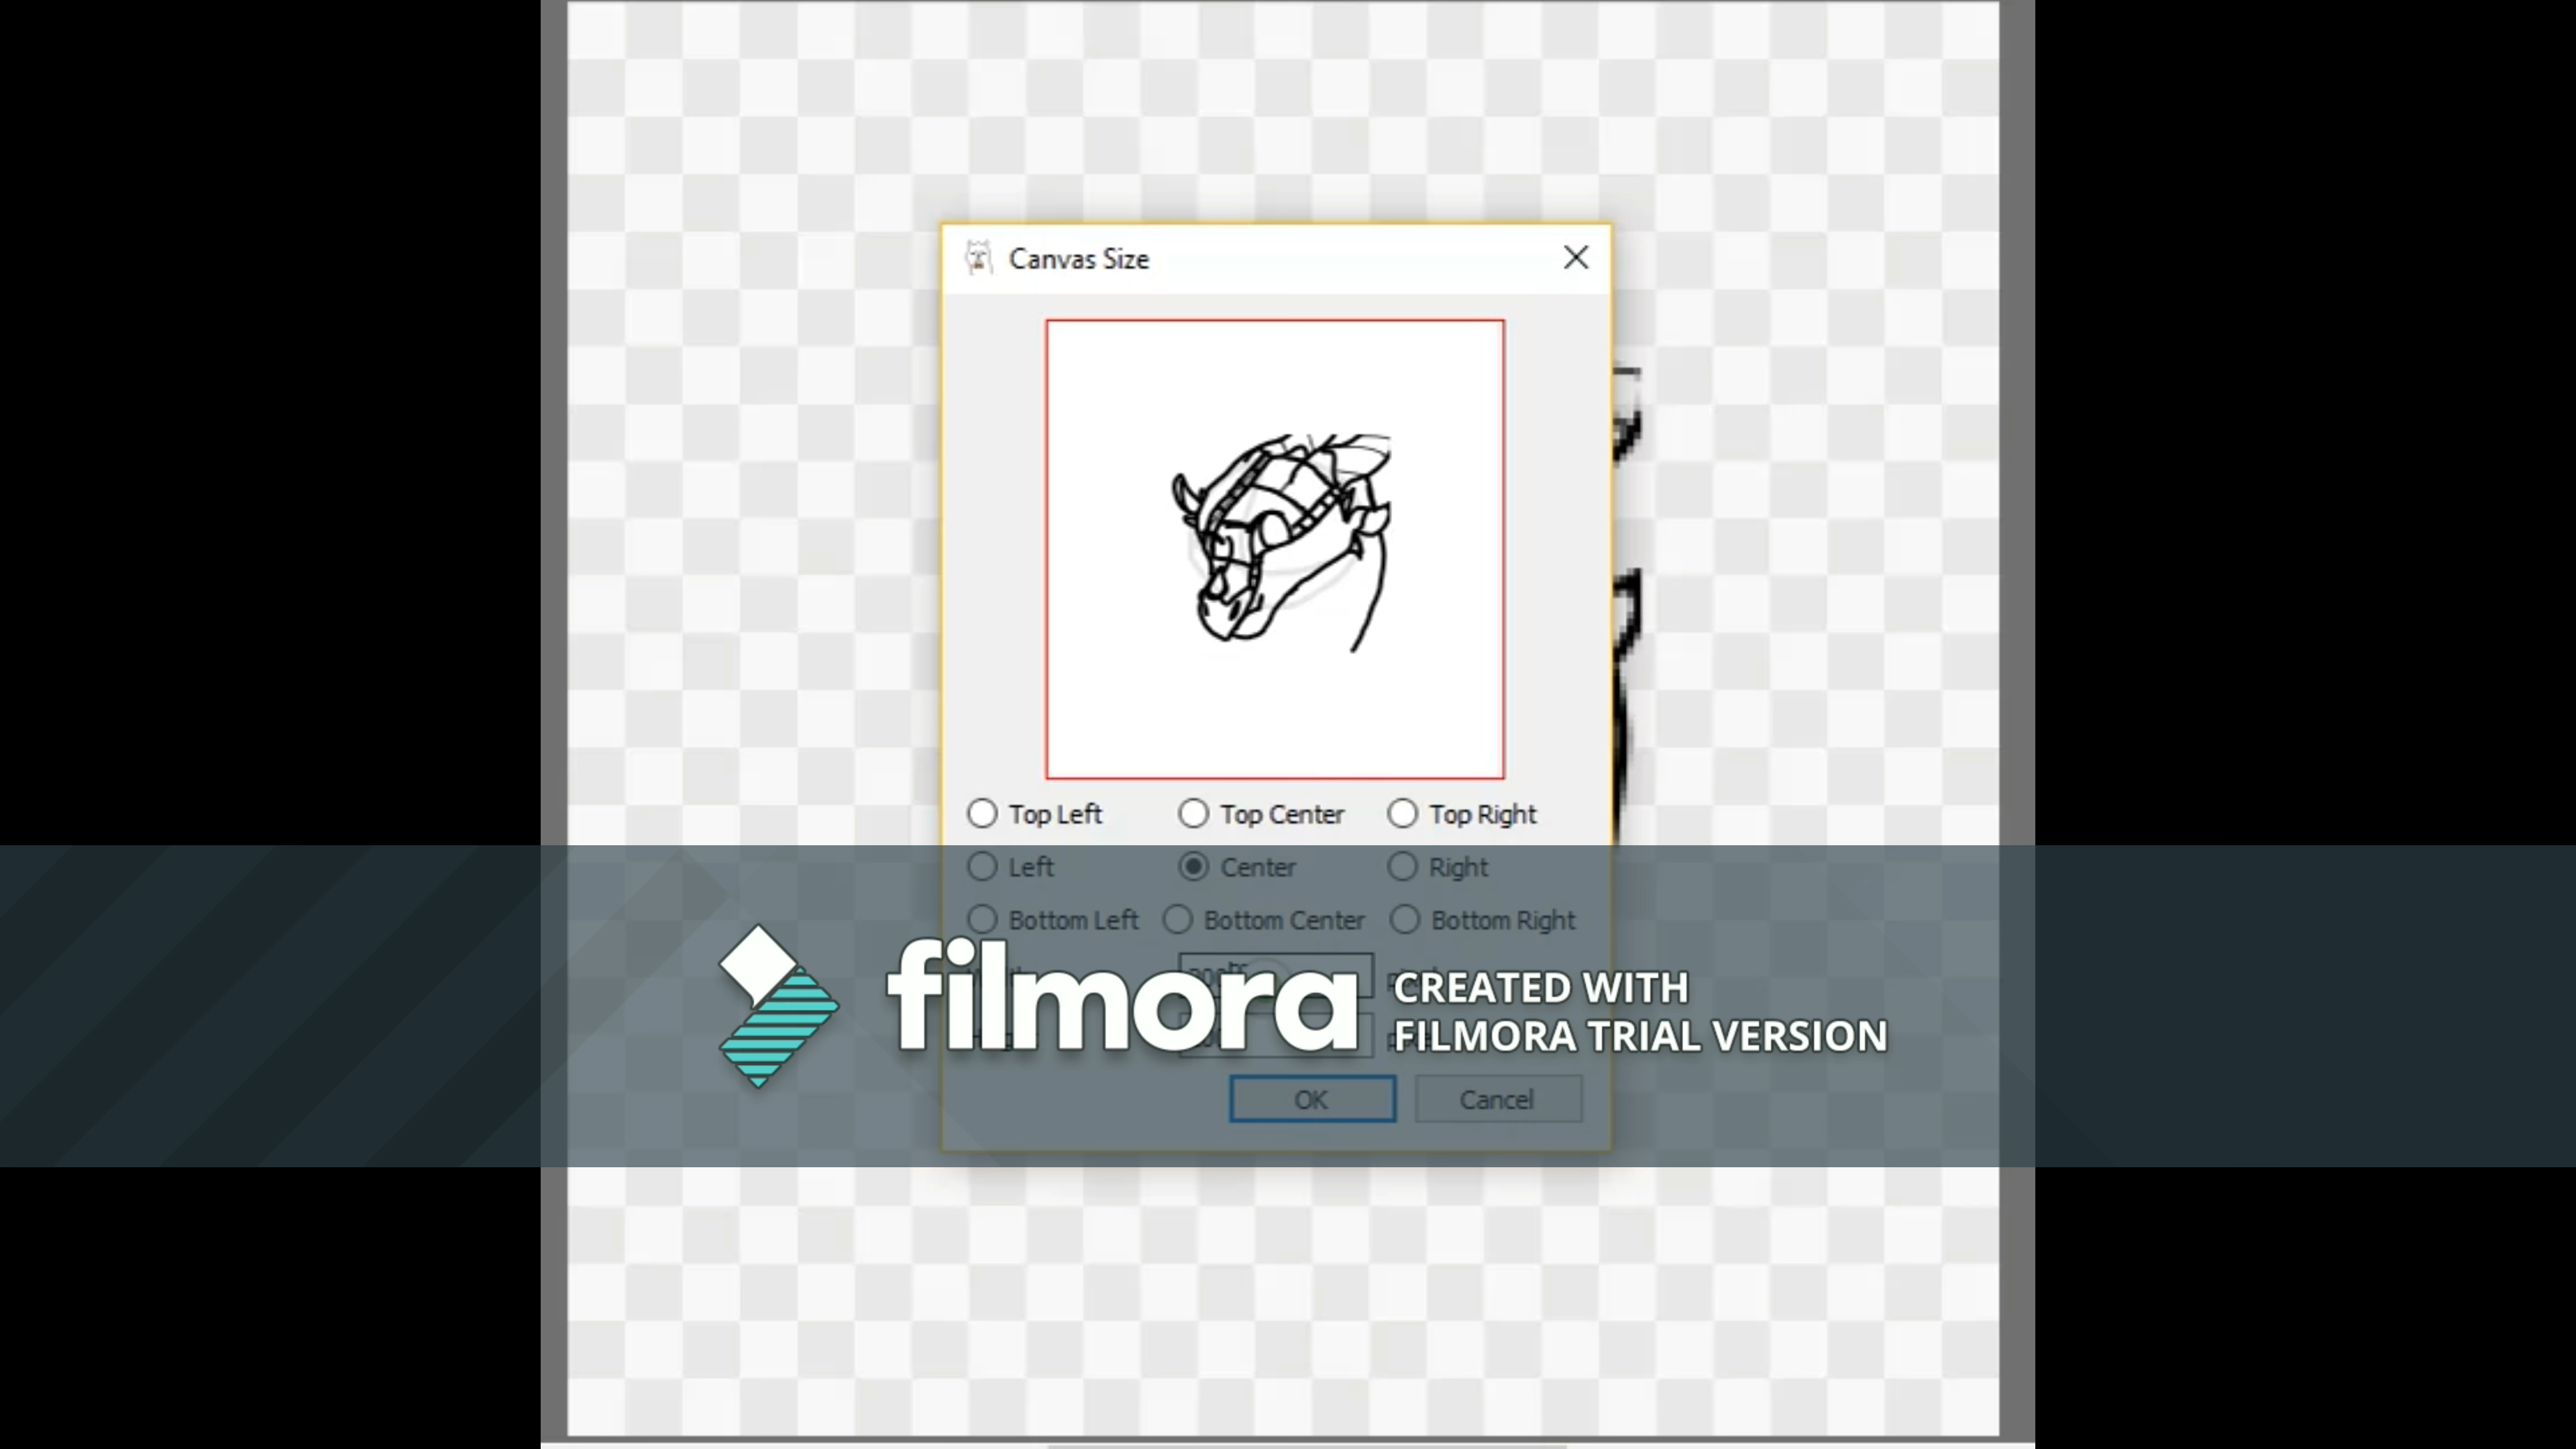 Canvas Size
Top Left Top Center Top Right
Left Center Right
Bottom Left Bottom Center Bottom Right
filmora CREATED WITH
FILMORA TRIAL VERSION
OK Cancel